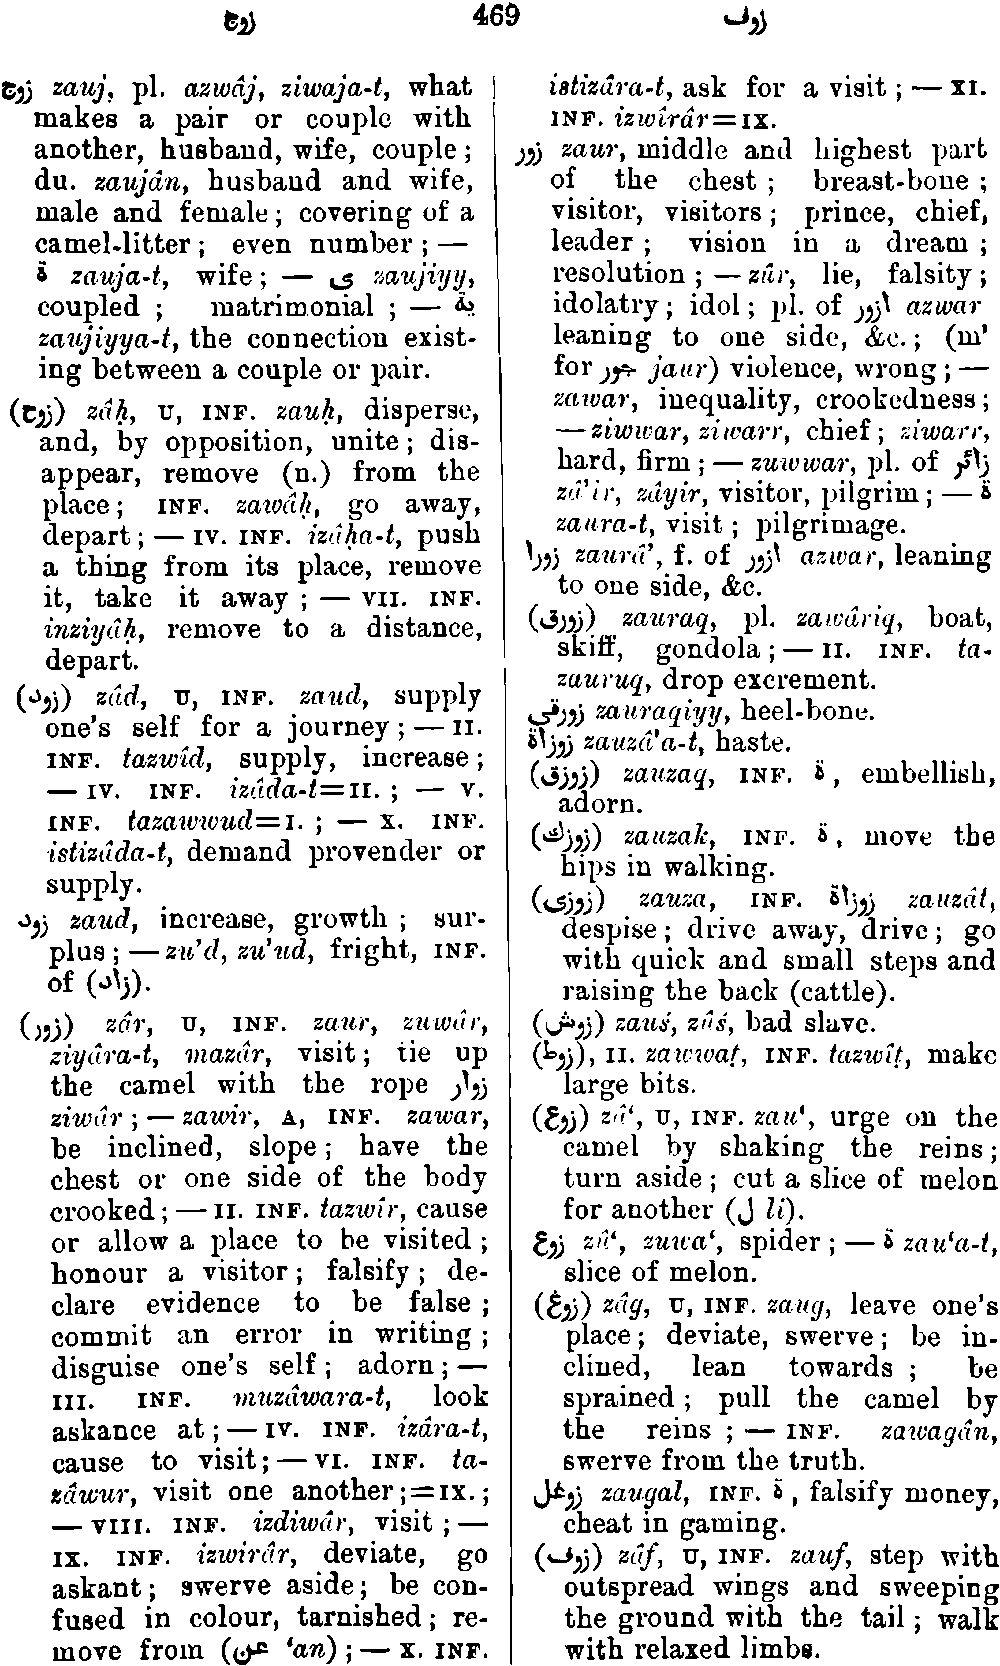 زوج 469 زوف
زوج zauj, pl. azwâj, ziwaja-t, what
makes a pair or couple with
another, husband, wife, couple;
du. zaujân, husband and wife,
male and female; covering of a
camel-litter; even number; —
ة zauja-t, wife; — ى zaujiyy,
coupled; matrimonial; — ية
zaujiyya-t, the connection exist-
ing between a couple or pair.
(زوح) zâḥ, U, INF. zauḥ, disperse,
and, by opposition, unite; dis-
appear, remove (n.) from the
place; INF. zawâḥ, go away,
depart; — IV. INF. izâḥa-t, push
a thing from its place, remove
it, take it away; — VII. INF.
inziyâḥ, remove to a distance,
depart.
(زود) zâd, U, INF. zaud, supply
one's self for a journey; — II.
INF. tazwîd, supply, increase;
— IV. INF. izâda-t=II.; — V.
INF. tazawwud=I.; — X. INF.
istizâda-t, demand provender or
supply.
زود zaud, increase, growth; sur-
plus; — zu'd, zu'ud, fright, INF.
of (زاد).
(زور) zâr, U, INF. zaur, zuwâr,
ziyâra-t, mazâr, visit; tie up
the camel with the rope زوار
ziwâr; — zawir, A, INF. zawar,
be inclined, slope; have the
chest or one side of the body
crooked; — II. INF. tazwîr, cause
or allow a place to be visited;
honour a visitor; falsify; de-
clare evidence to be false;
commit an error in writing;
disguise one's self; adorn; —
III. INF. muzâwara-t, look
askance at; — IV. INF. izâra-t,
cause to visit; — VI. INF. ta-
zâwur, visit one another;=IX.;
— VIII. INF. izdiwâr, visit; —
IX. INF. izwirâr, deviate, go
askant; swerve aside; be con-
fused in colour, tarnished; re-
move from (عن ‘an); — X. INF.
istizâra-t, ask for a visit; — XI.
INF. izwîrâr=IX.
زور zaur, middle and highest part
of the chest; breast-bone;
visitor, visitors; prince, chief,
leader; vision in a dream;
resolution; — zûr, lie, falsity;
idolatry; idol; pl. of ازور azwar
leaning to one side, &c.; (m'
for جور jaur) violence, wrong; —
zawar, inequality, crookedness;
— ziwwar, ziwarr, chief; ziwarr,
hard, firm; — zuwwar, pl. of زائر
zâ'ir, zâyir, visitor, pilgrim; — ة
zaura-t, visit; pilgrimage.
زورا zaurâ', f. of ازور azwar, leaning
to one side, &c.
(زورق) zauraq, pl. zawâriq, boat,
skiff, gondola; — II. INF. ta-
zauruq, drop excrement.
زورقى zauraqiyy, heel-bone.
زوزاة zauzâ'a-t, haste.
(زوزق) zauzaq, INF. ة, embellish,
adorn.
(زوزك) zauzak, INF. ة, move the
hips in walking.
(زوزى) zauza, INF. زوزاة zauzât,
despise; drive away, drive; go
with quick and small steps and
raising the back (cattle).
(زوش) zauś, zûś, bad slave.
(زوط), II. zawwaṭ, INF. tazwîṭ, make
large bits.
(زوع) zâ‘, U, INF. zau‘, urge on the
camel by shaking the reins;
turn aside; cut a slice of melon
for another (ل li).
زوع zû‘, zuwa‘, spider; — ة zau‘a-t,
slice of melon.
(زوغ) zâg, U, INF. zaug, leave one's
place; deviate, swerve; be in-
clined, lean towards; be
sprained; pull the camel by
the reins; — INF. zawagân,
swerve from the truth.
زوغل zaugal, INF. ة, falsify money,
cheat in gaming.
(زوف) zâf, U, INF. zauf, step with
outspread wings and sweeping
the ground with the tail; walk
with relaxed limbs.